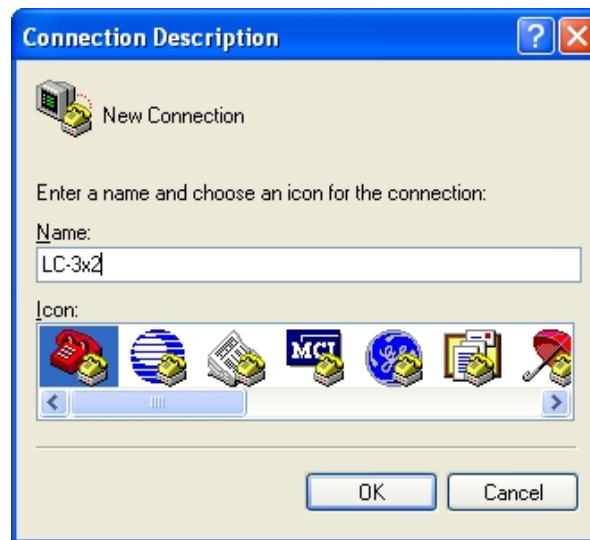 Connection Description
New Connection
Enter a name and choose an icon for the connection:
Name:
LC-3x2
Icon:
MCI
OK
Cancel